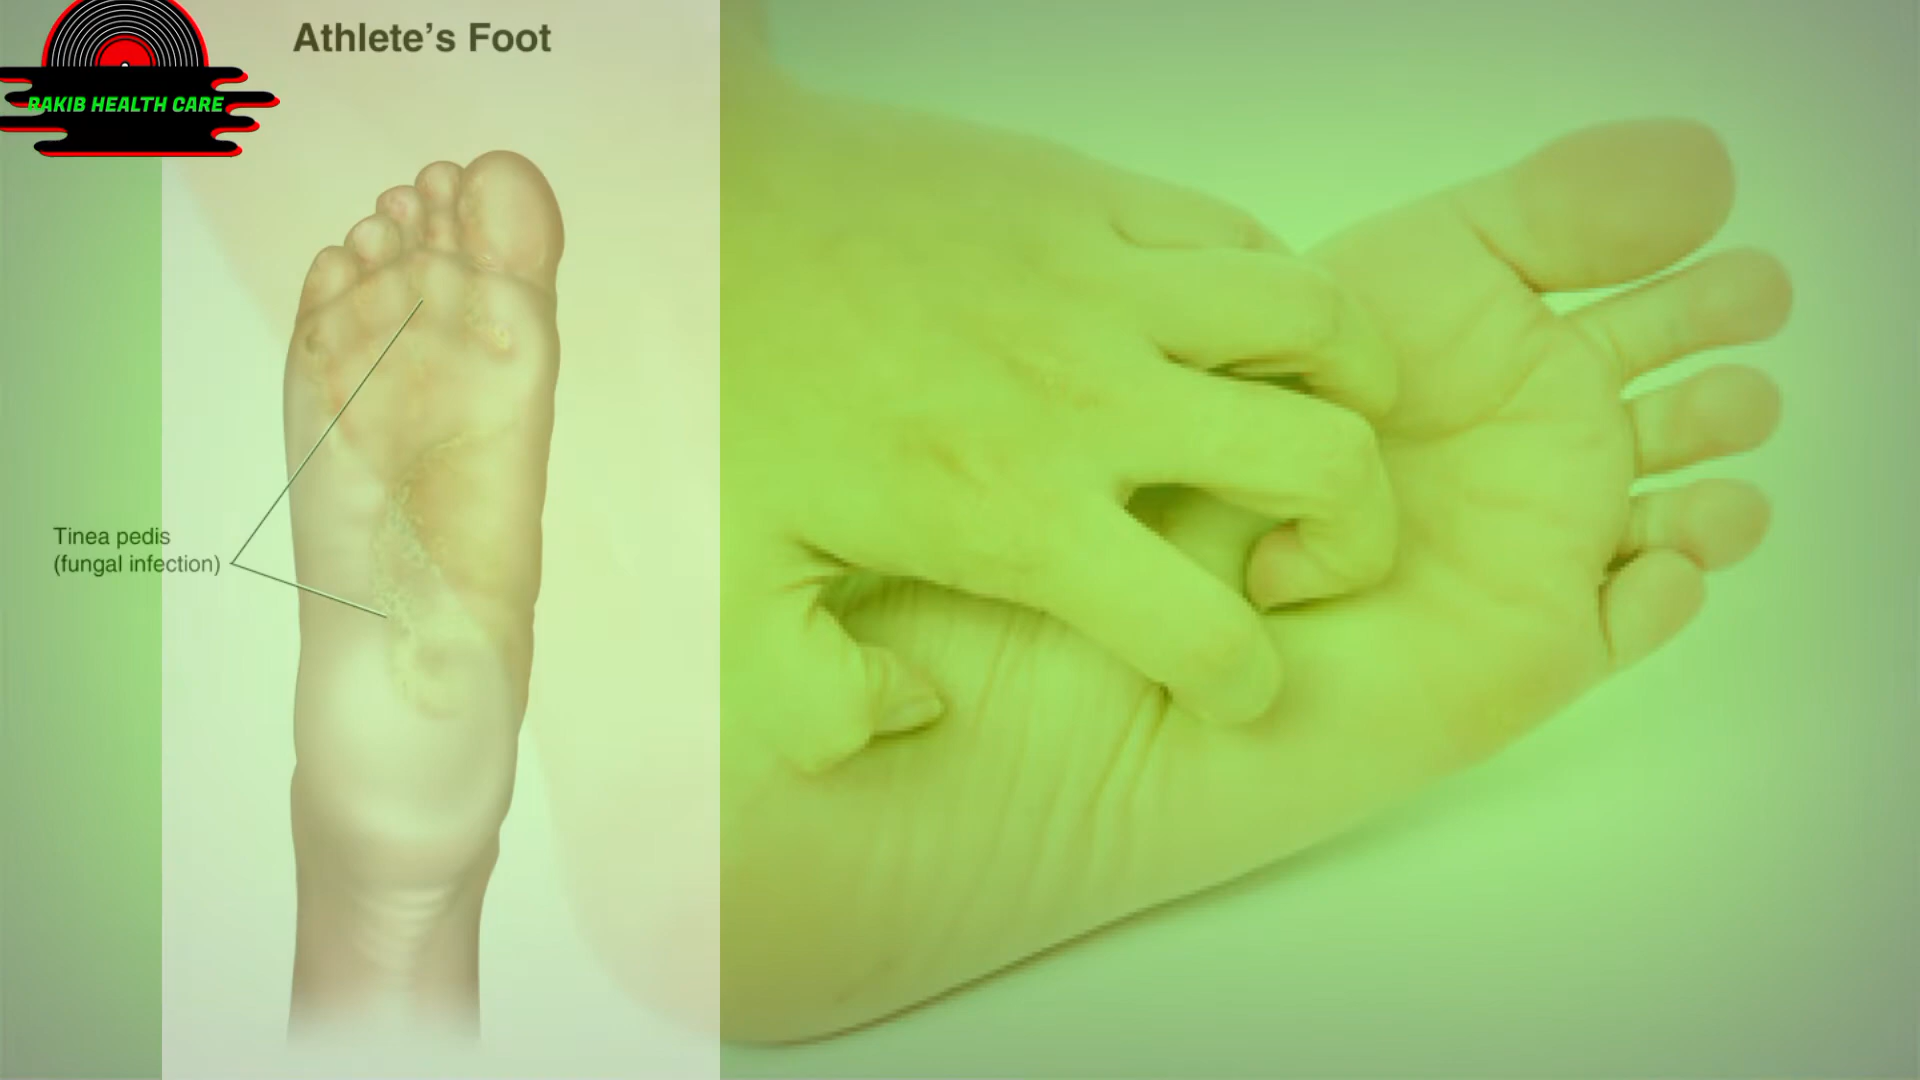 Athlete’s Foot
RAKIB HEALTH CARE
Tinea pedis
(fungal infection)